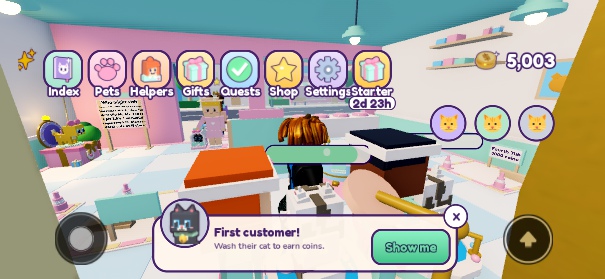 5,003
Index
Pets
Helpers
Gifts
Quests
Shop
Settings
Starter
2d 23h
First customer!
Wash their cat to earn coins.
Show me